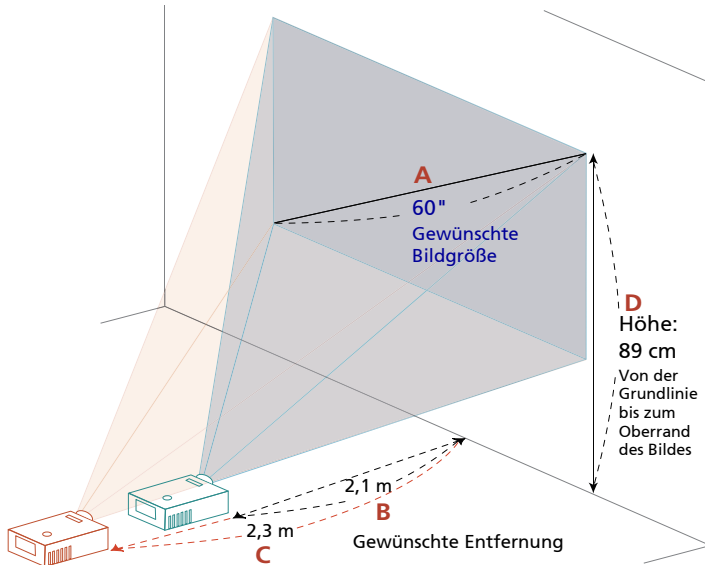 A
60"
Gewünschte
Bildgröße
D
Höhe:
89 cm
Von der
Grundlinie
bis zum
Oberrand
des Bildes
2,1 m
B
2,3 m
C
Gewünschte Entfernung